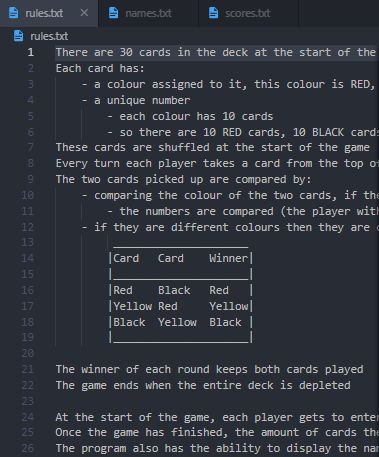 rules.txt names.txt scores.txt
rules.txt
1 There are 30 cards in the deck at the start of the
2 Each card has:
3 - a colour assigned to it, this colour is RED,
4 - a unique number
5 - each colour has 10 cards
6 - so there are 10 RED cards, 10 BLACK cards
7 These cards are shuffled at the start of the game
8 Every turn each player takes a card from the top of
9 The two cards picked up are compared by:
10 - comparing the colour of the two cards, if the
11 - the numbers are compared (the player with
12 - if they are different colours then they are
13 _____________________
14 |Card Card Winner|
15 |_____________________|
16 |Red Black Red |
17 |Yellow Red Yellow|
18 |Black Yellow Black |
19 |_____________________|
20
21 The winner of each round keeps both cards played
22 The game ends when the entire deck is depleted
23
24 At the start of the game, each player gets to enter
25 Once the game has finished, the amount of cards the
26 The program also has the ability to display the